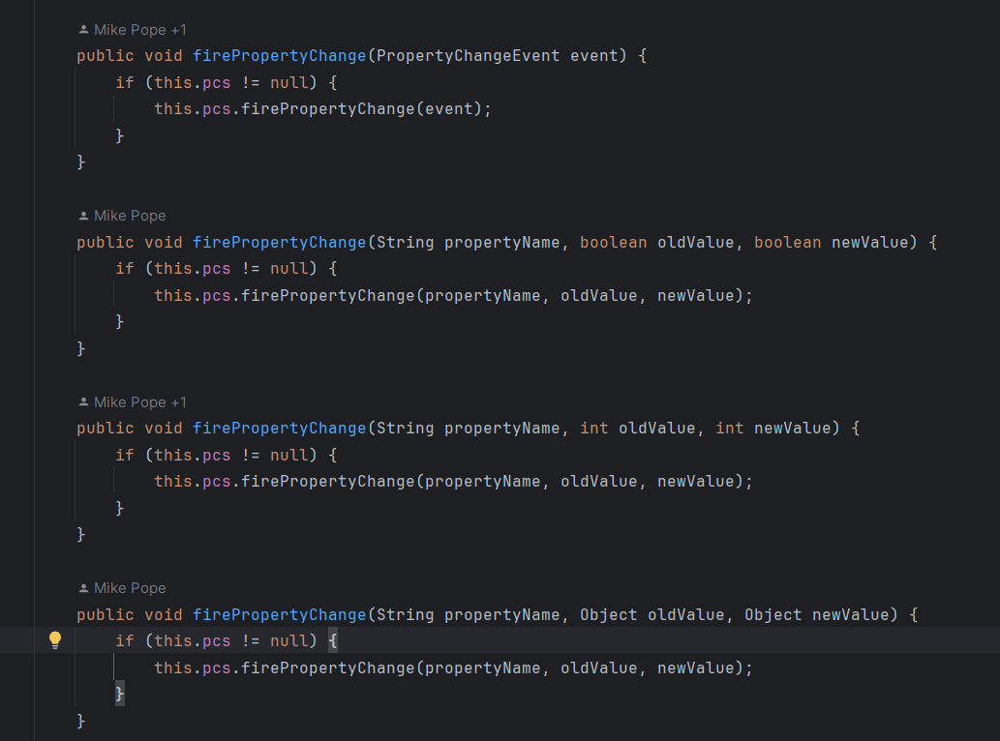 Mike Pope +1
public void firePropertyChange(PropertyChangeEvent event) {
if (this.pcs != null) {
this.pcs.firePropertyChange(event);
}
}
Mike Pope
public void firePropertyChange(String propertyName, boolean oldValue, boolean newValue) {
if (this.pcs != null) {
this.pcs.firePropertyChange(propertyName, oldValue, newValue);
}
}
Mike Pope +1
public void firePropertyChange(String propertyName, int oldValue, int newValue) {
if (this.pcs != null) {
this.pcs.firePropertyChange(propertyName, oldValue, newValue);
}
}
Mike Pope
public void firePropertyChange(String propertyName, Object oldValue, Object newValue) {
if (this.pcs != null) {
this.pcs.firePropertyChange(propertyName, oldValue, newValue);
}
}